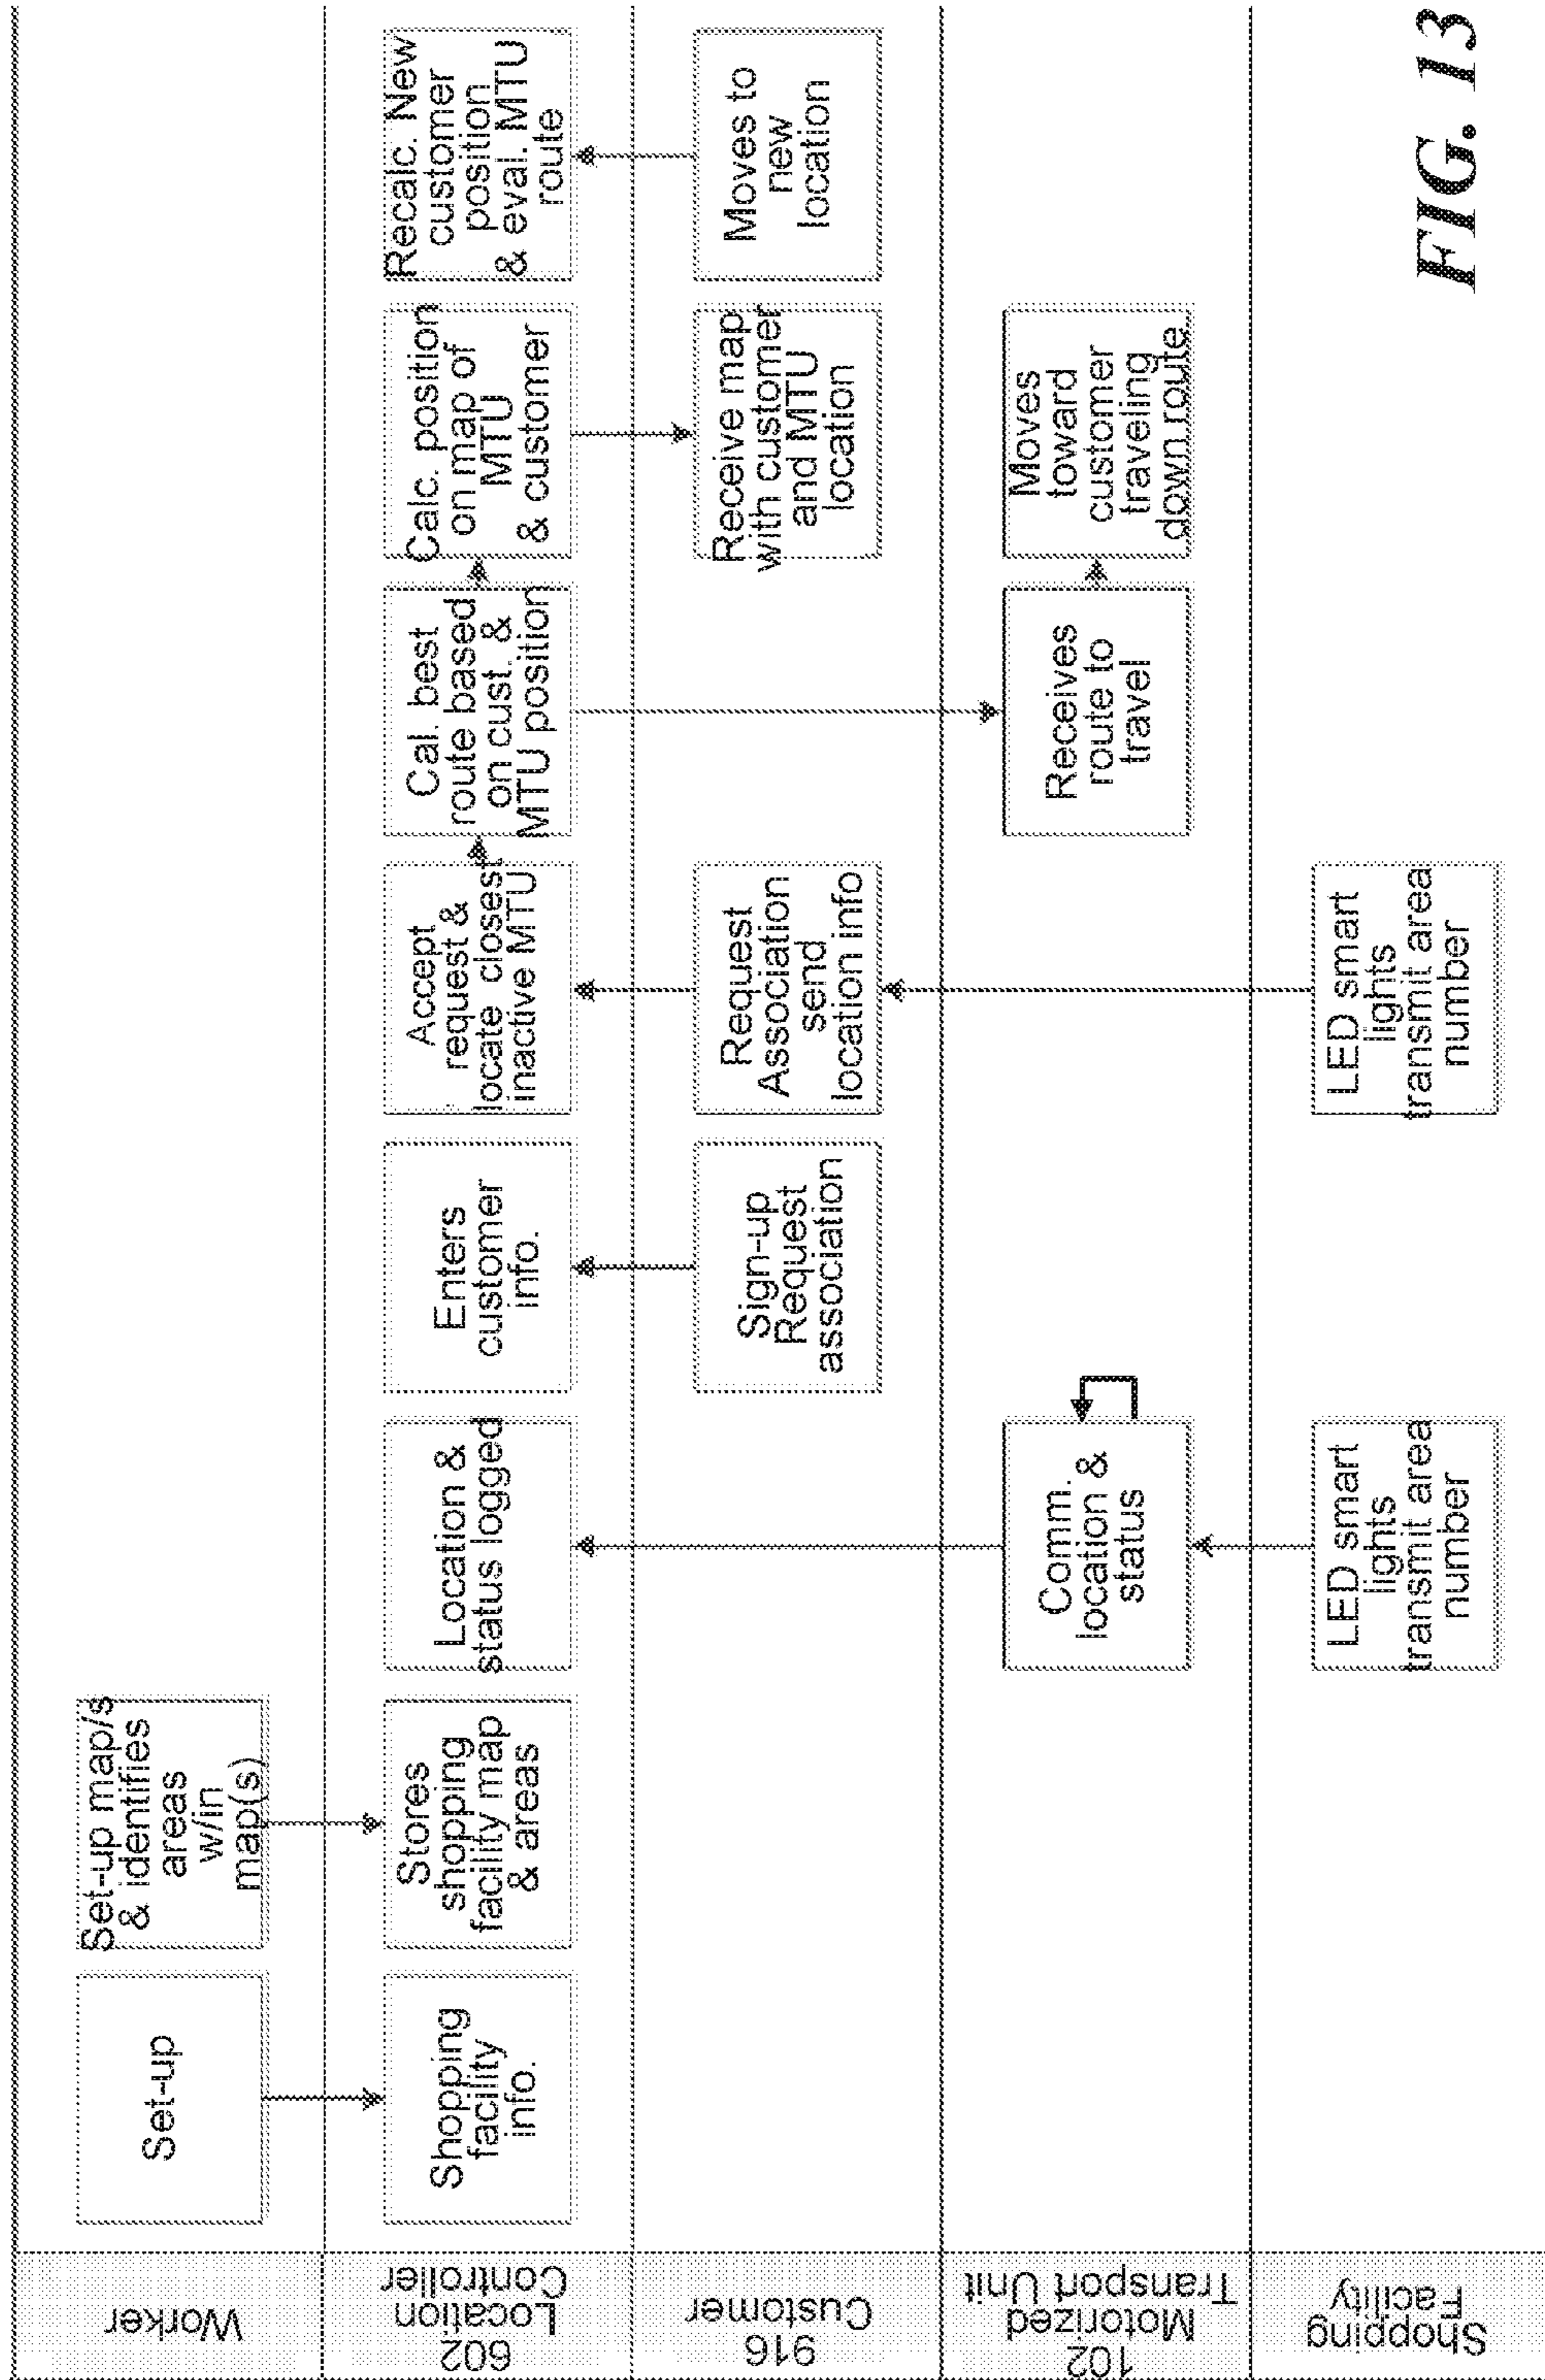 Worker
Set-up
Set-up map/s
& identifies
areas
w/in
map(s)
602
Location
Controller
Shopping
facility
info.
Stores
shopping
facility map
& areas
Location &
status logged
Enters
customer
info.
Accept
request &
locate closest
inactive MTU
Cal. best
route based
on cust. &
MTU position
Calc. position
on map of
MTU
& customer
Recalc. New
customer
position
& eval. MTU
route
916
Customer
Sign-up
Request
association
Request
Association
send
location info
Receive map
with customer
and MTU
location
Moves to
new
location
102
Motorized
Transport Unit
Comm.
location &
status
Receives
route to
travel
Moves
toward
customer
traveling
down route
Shopping
Facility
LED smart
lights
transmit area
number
LED smart
lights
transmit area
number
FIG. 13